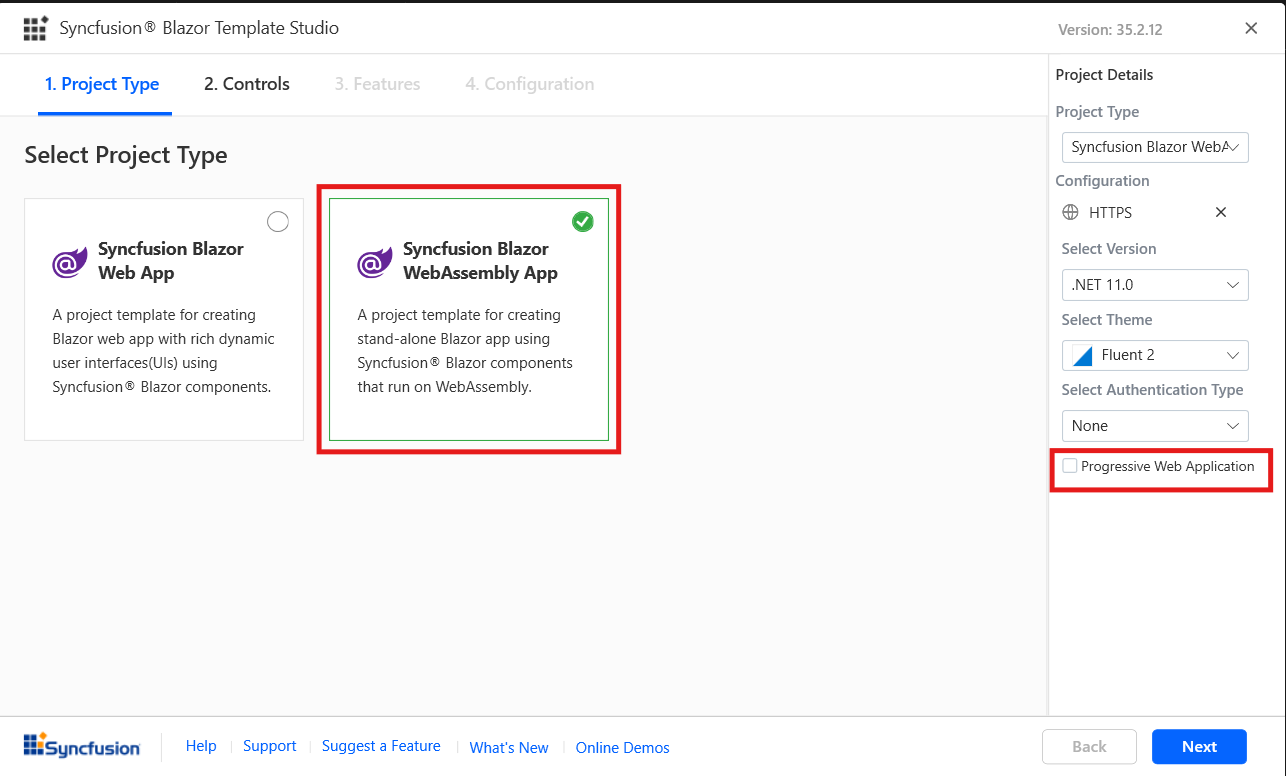 Syncfusion® Blazor Template Studio
Version: 35.2.12
1. Project Type
2. Controls
3. Features
4. Configuration
Select Project Type
Syncfusion Blazor
Web App
A project template for creating
Blazor web app with rich dynamic
user interfaces(UIs) using
Syncfusion® Blazor components.
Syncfusion Blazor
WebAssembly App
A project template for creating
stand-alone Blazor app using
Syncfusion® Blazor components
that run on WebAssembly.
Project Details
Project Type
Syncfusion Blazor WebA
Configuration
HTTPS
Select Version
.NET 11.0
Select Theme
Fluent 2
Select Authentication Type
None
Progressive Web Application
Syncfusion
Help
Support
Suggest a Feature
What's New
Online Demos
Back
Next